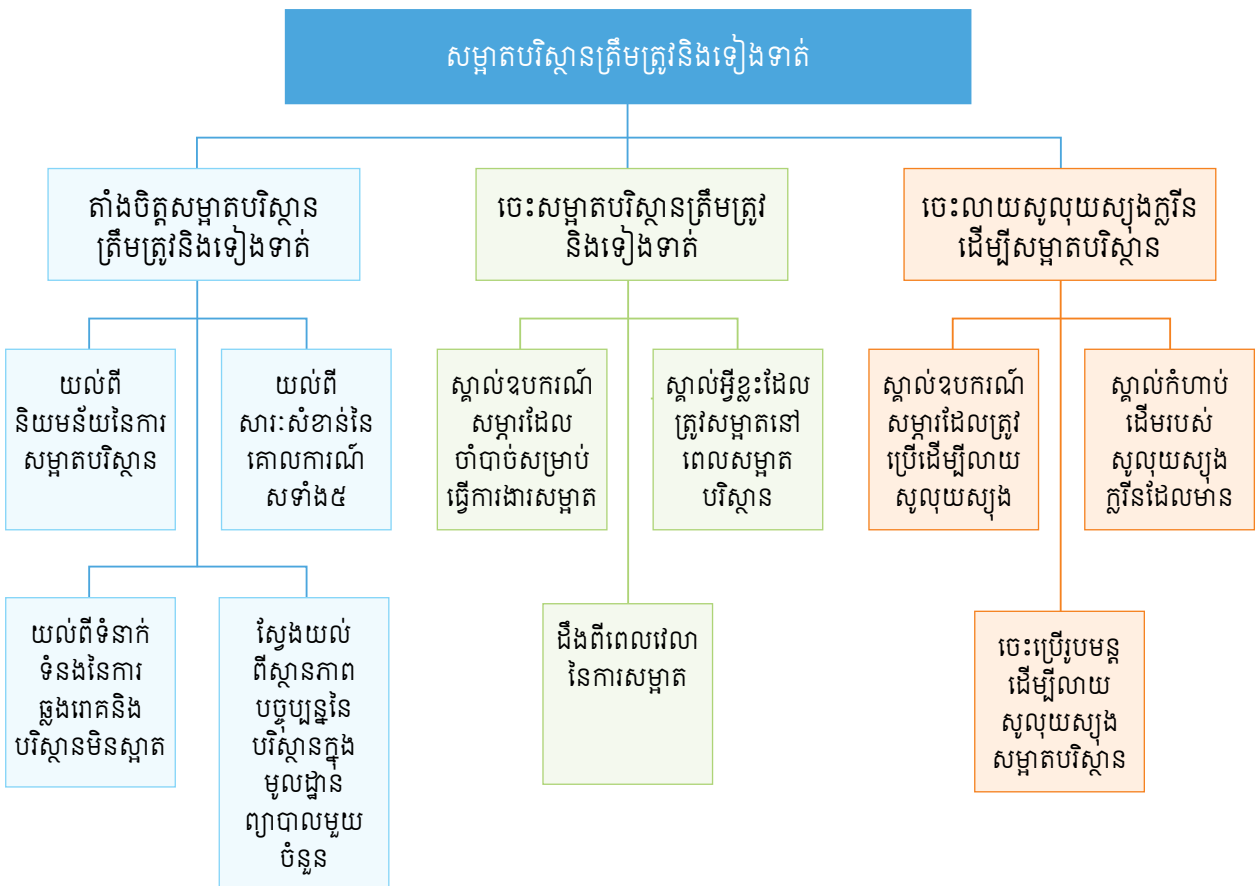 សម្អាតបរិស្ថានត្រឹមត្រូវនិងទៀងទាត់
តាំងចិត្តសម្អាតបរិស្ថាន
ត្រឹមត្រូវនិងទៀងទាត់
ចេះសម្អាតបរិស្ថានត្រឹមត្រូវ
និងទៀងទាត់
ចេះលាយសូលុយស្យុងក្លរីន
ដើម្បីសម្អាតបរិស្ថាន
យល់ពី
និយមន័យនៃការ
សម្អាតបរិស្ថាន
យល់ពី
សារៈសំខាន់នៃ
គោលការណ៍
សទាំង៥
ស្គាល់ឧបករណ៍
សម្ភារដែល
ចាំបាច់សម្រាប់
ធ្វើការងារសម្អាត
ស្គាល់អ្វីខ្លះដែល
ត្រូវសម្អាតនៅ
ពេលសម្អាត
បរិស្ថាន
ស្គាល់ឧបករណ៍
សម្ភារដែលត្រូវ
ប្រើដើម្បីលាយ
សូលុយស្យុង
ស្គាល់កំហាប់
ដើមរបស់
សូលុយស្យុង
ក្លរីនដែលមាន
យល់ពីទំនាក់
ទំនងនៃការ
ឆ្លងរោគនិង
បរិស្ថានមិនស្អាត
ស្វែងយល់
ពីស្ថានភាព
បច្ចុប្បន្ននៃ
បរិស្ថានក្នុង
មូលដ្ឋាន
ព្យាបាលមួយ
ចំនួន
ដឹងពីពេលវេលា
នៃការសម្អាត
ចេះប្រើរូបមន្ត
ដើម្បីលាយ
សូលុយស្យុង
សម្អាតបរិស្ថាន